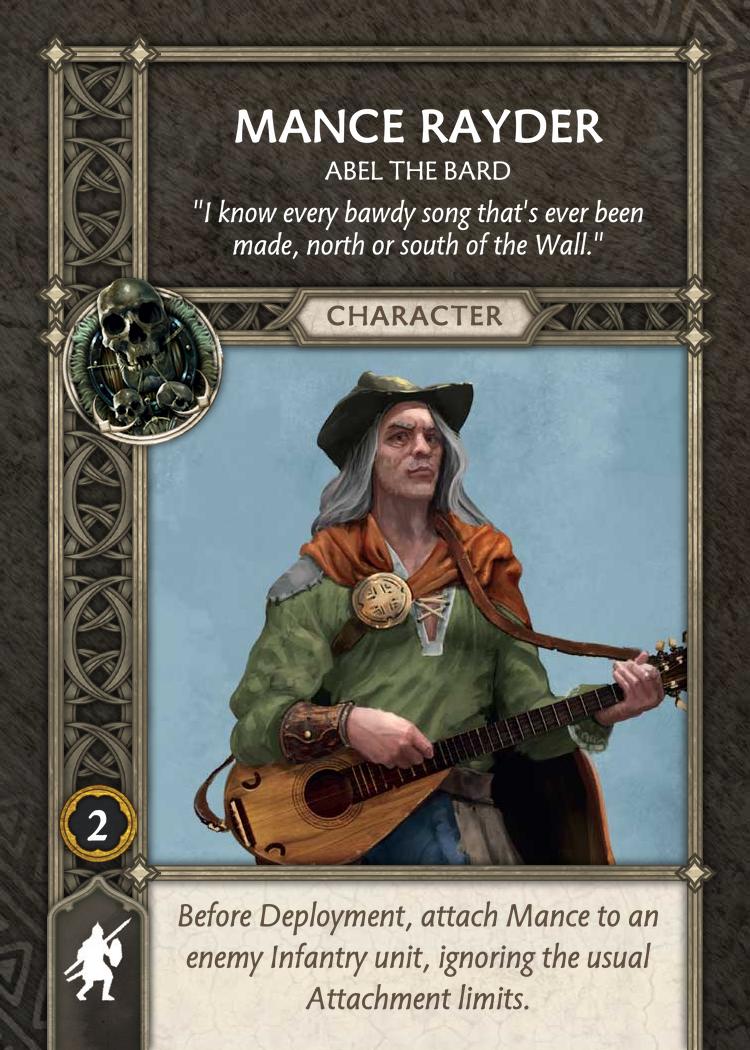 MANCE RAYDER
ABEL THE BARD
"I know every bawdy song that's ever been
made, north or south of the Wall."
CHARACTER
2
Before Deployment, attach Mance to an
enemy Infantry unit, ignoring the usual
Attachment limits.